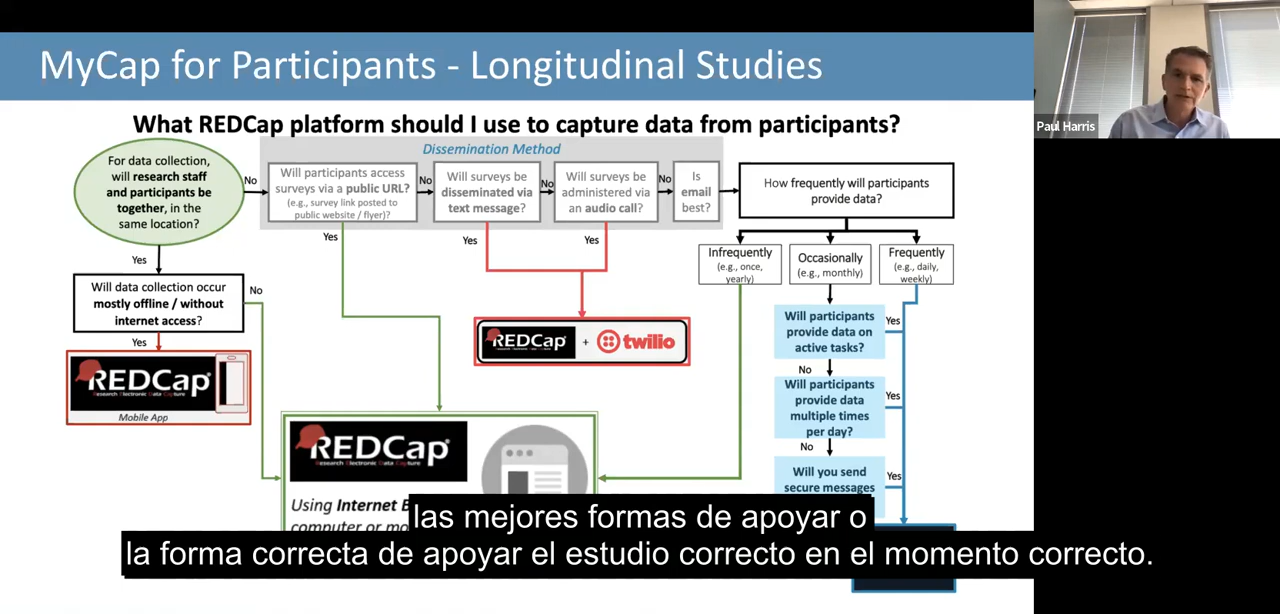 MyCap for Participants - Longitudinal Studies
Paul Harris
What REDCap platform should I use to capture data from participants?
Dissemination Method
For data collection,
will research staff
and participants be
together, in the
same location?
No
Will participants access
surveys via a public URL?
(e.g., survey link posted to
public website / flyer)?
No
Will surveys be
disseminated via
text message?
No
Will surveys be
administered via
an audio call?
No
Is
email
best?
How frequently will participants
provide data?
Yes
Yes
Yes
Yes
Infrequently
(e.g., once,
yearly)
Occasionally
(e.g., monthly)
Frequently
(e.g., daily,
weekly)
Will data collection occur
mostly offline / without
internet access?
No
Yes
REDCap
Research Electronic Data Capture
Mobile App
REDCap
+
twilio
Will participants
provide data on
active tasks?
Yes
No
Will participants
provide data
multiple times
per day?
Yes
No
Will you send
secure messages
Yes
REDCap
Research Electronic Data Capture
Using Internet B
computer or mo
las mejores formas de apoyar o
la forma correcta de apoyar el estudio correcto en el momento correcto.